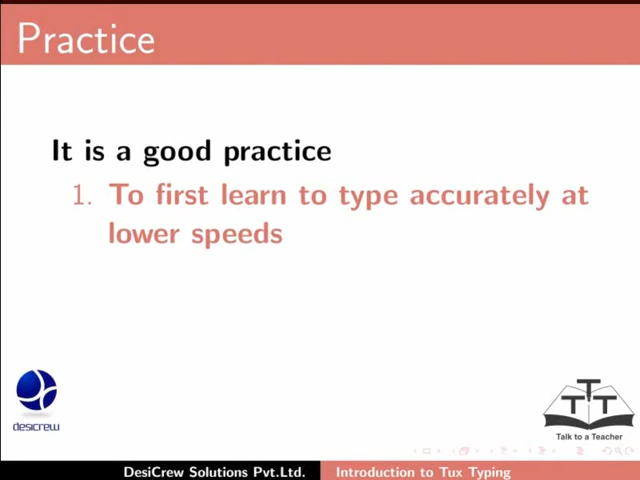 Practice
It is a good practice
1. To first learn to type accurately at
lower speeds
desicrew
TTT
Talk to a Teacher
DesiCrew Solutions Pvt.Ltd. Introduction to Tux Typing